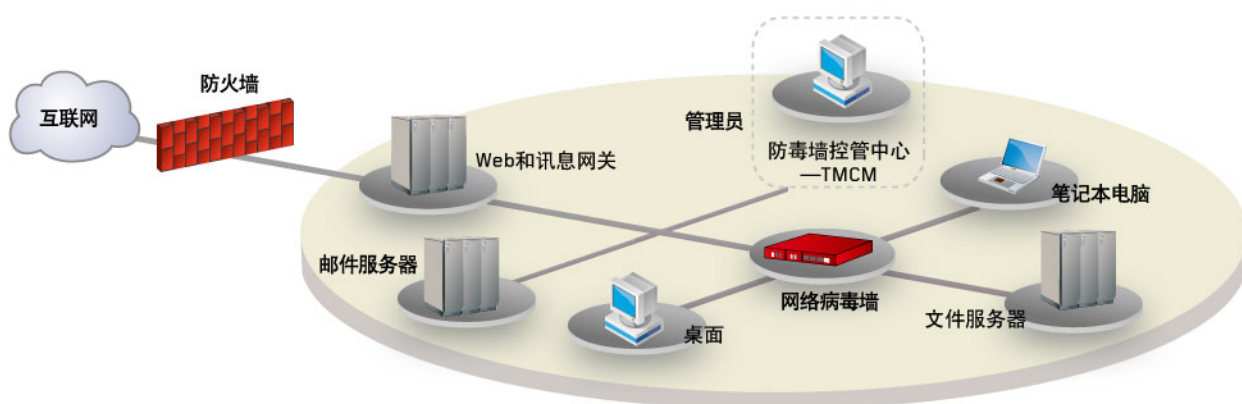 互联网
防火墙
Web和讯息网关
管理员
防毒墙控管中心
—TMCM
笔记本电脑
邮件服务器
网络病毒墙
桌面
文件服务器